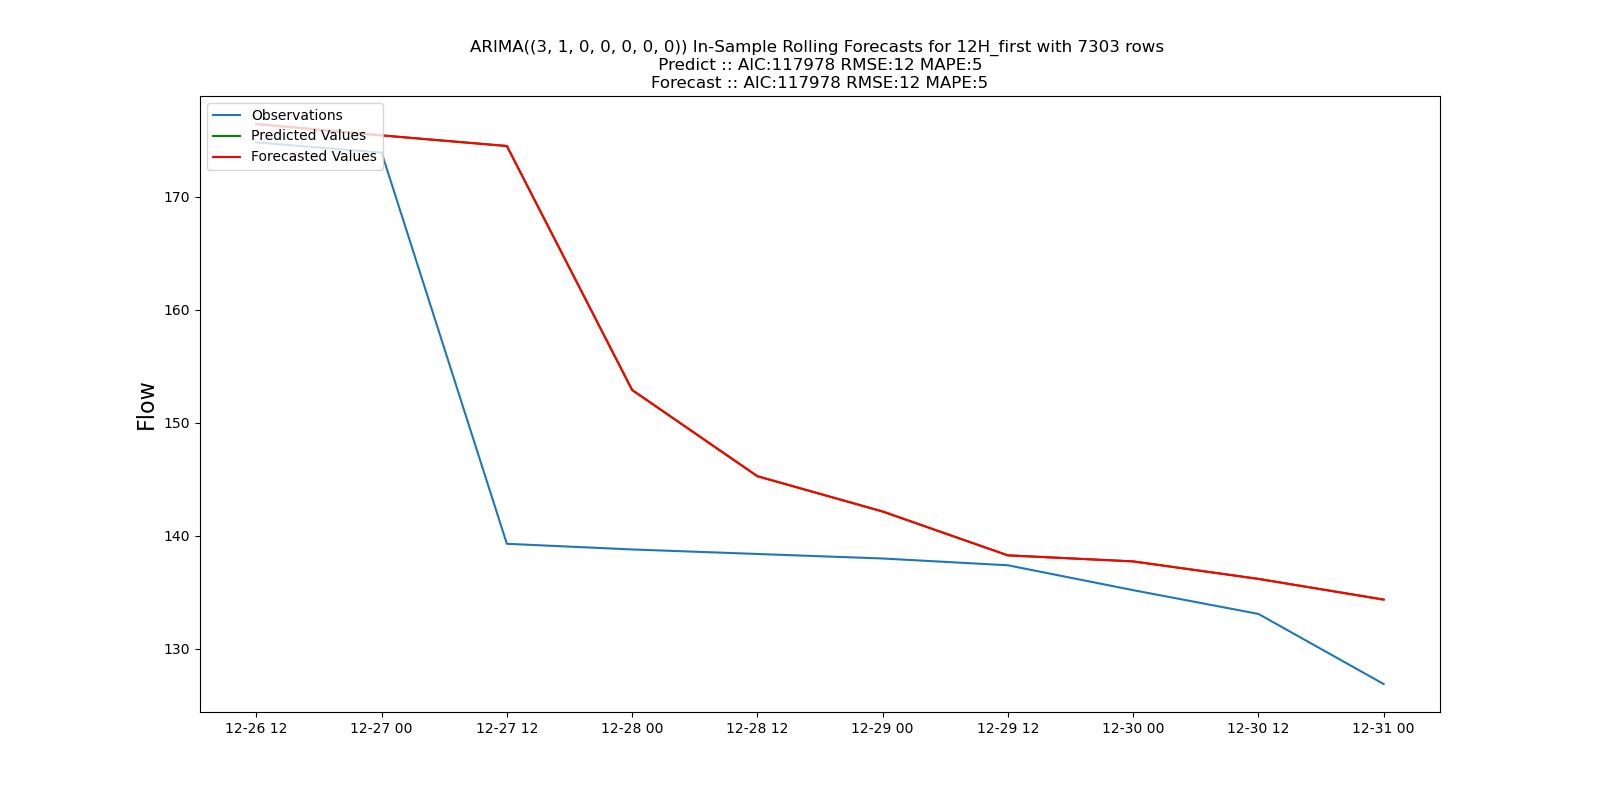 ARIMA((3, 1, 0, 0, 0, 0, 0)) In-Sample Rolling Forecasts for 12H_first with 7303 rows
Predict :: AIC:117978 RMSE:12 MAPE:5
Forecast :: AIC:117978 RMSE:12 MAPE:5
Observations
Predicted Values
Forecasted Values
170
160
150
140
130
Flow
12-26 12
12-27 00
12-27 12
12-28 00
12-28 12
12-29 00
12-29 12
12-30 00
12-30 12
12-31 00